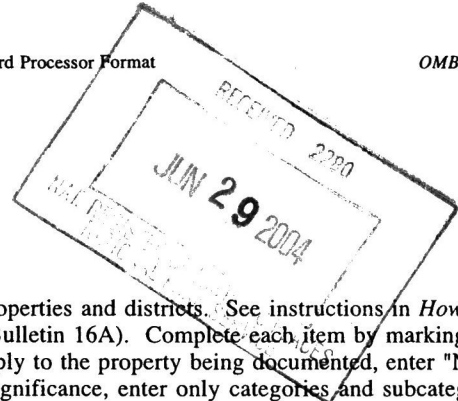 rd Processor Format
OMB
RECEIVED 2280
JUN 29 2004
operties and districts. See instructions in How
ulletin 16A). Complete each item by marking
ply to the property being documented, enter "N
gnificance, enter only categories and subcateg